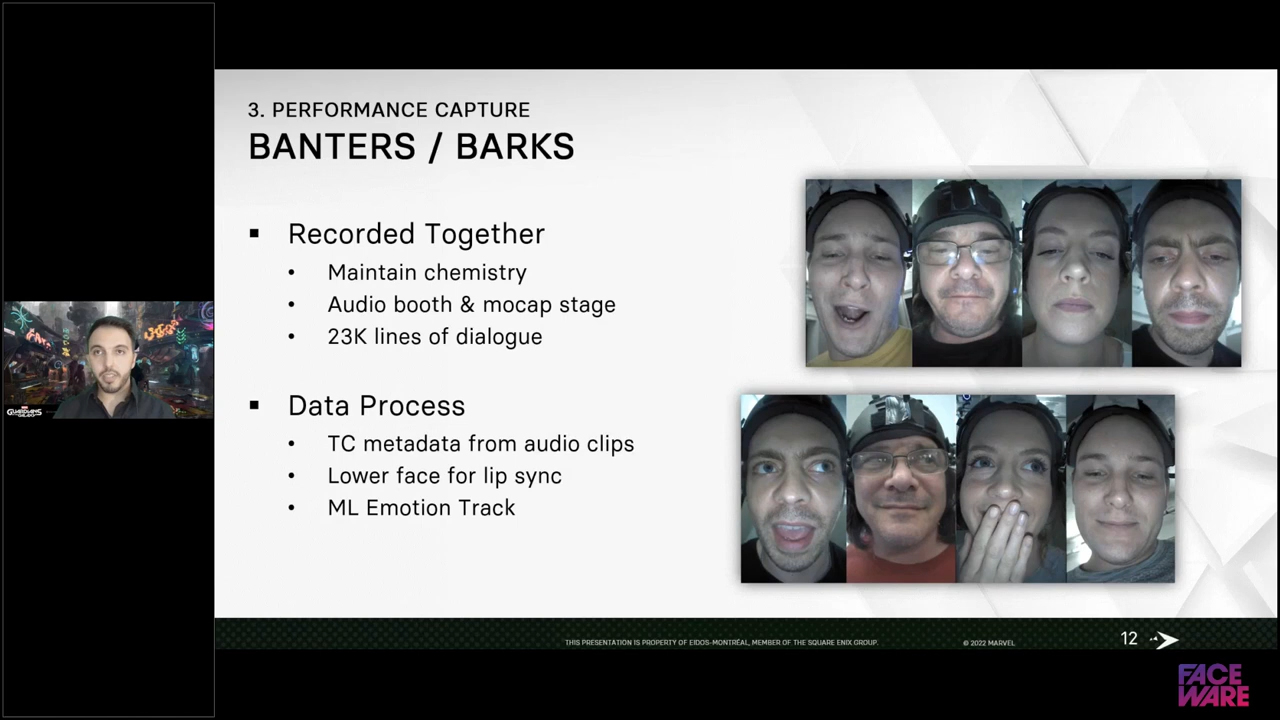 3. PERFORMANCE CAPTURE
BANTERS / BARKS
Recorded Together
Maintain chemistry
Audio booth & mocap stage
23K lines of dialogue
Data Process
TC metadata from audio clips
Lower face for lip sync
ML Emotion Track
GUARDIANS
THIS PRESENTATION IS PROPERTY OF EIDOS-MONTRÉAL, MEMBER OF THE SQUARE ENIX GROUP.
© 2022 MARVEL
12
FACE
WARE